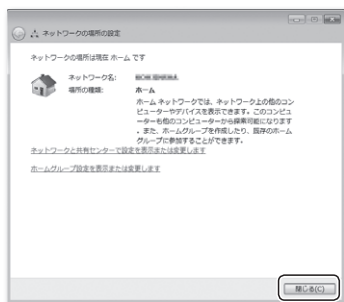 ネットワークの場所の設定
ネットワークの場所は現在 ホーム です
ネットワーク名:
場所の種類: ホーム
ホーム ネットワークでは、ネットワーク上の他のコン
ピューターやデバイスを表示できます。このコンピュ
ーターも他のコンピューターから検索可能になります
。また、ホームグループを作成したり、既存のホーム
グループに参加することができます。
ネットワークと共有センターで設定を表示または変更します
ホームグループ設定を表示または変更します
閉じる(C)